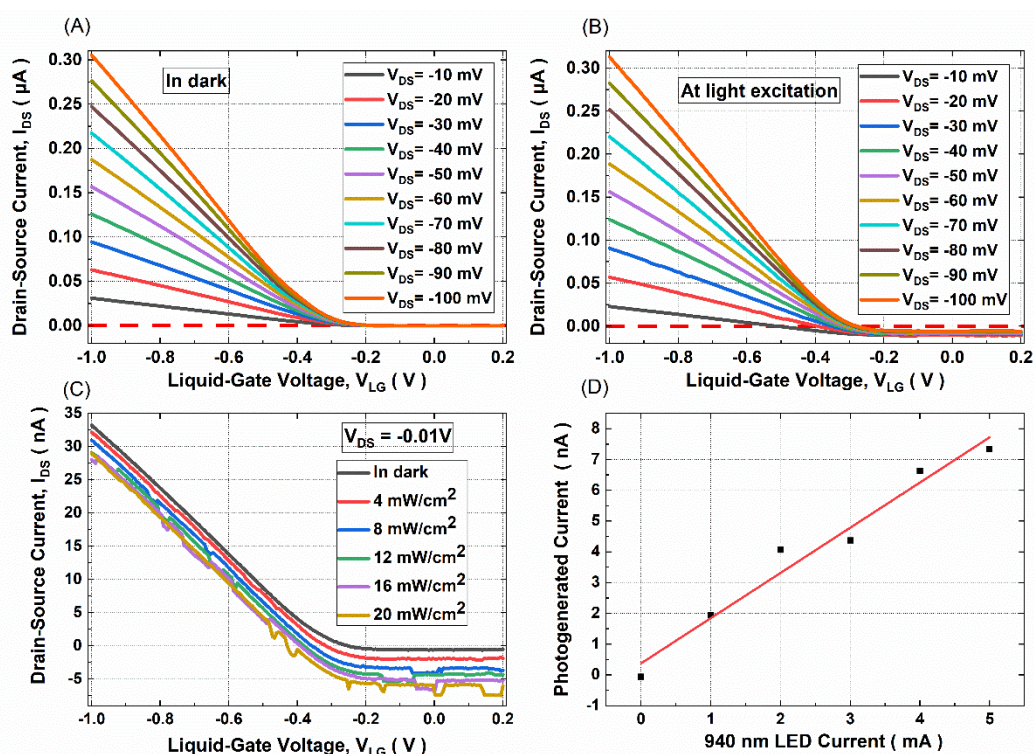 (A)
Drain-Source Current, I_DS ( µA )
0.30
0.25
0.20
0.15
0.10
0.05
0.00
In dark
V_DS= -10 mV
V_DS= -20 mV
V_DS= -30 mV
V_DS= -40 mV
V_DS= -50 mV
V_DS= -60 mV
V_DS= -70 mV
V_DS= -80 mV
V_DS= -90 mV
V_DS= -100 mV
-1.0 -0.8 -0.6 -0.4 -0.2 0.0 0.2
Liquid-Gate Voltage, V_LG ( V )
(B)
Drain-Source Current, I_DS ( µA )
0.30
0.25
0.20
0.15
0.10
0.05
0.00
At light excitation
V_DS= -10 mV
V_DS= -20 mV
V_DS= -30 mV
V_DS= -40 mV
V_DS= -50 mV
V_DS= -60 mV
V_DS= -70 mV
V_DS= -80 mV
V_DS= -90 mV
V_DS= -100 mV
-1.0 -0.8 -0.6 -0.4 -0.2 0.0 0.2
Liquid-Gate Voltage, V_LG ( V )
(C)
Drain-Source Current, I_DS ( nA )
35
30
25
20
15
10
5
0
-5
V_DS = -0.01V
In dark
4 mW/cm²
8 mW/cm²
12 mW/cm²
16 mW/cm²
20 mW/cm²
-1.0 -0.8 -0.6 -0.4 -0.2 0.0 0.2
Liquid-Gate Voltage, V_LG ( V )
(D)
Photogenerated Current ( nA )
8
7
6
5
4
3
2
1
0
-1
0 1 2 3 4 5
940 nm LED Current ( mA )